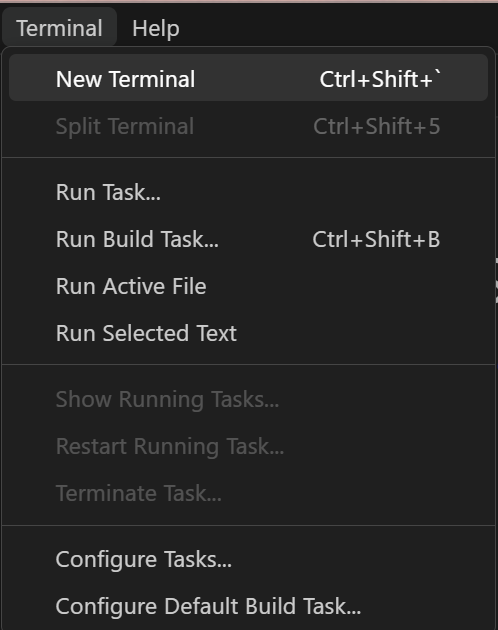 Terminal Help
New Terminal Ctrl+Shift+`
Split Terminal Ctrl+Shift+5
Run Task...
Run Build Task... Ctrl+Shift+B
Run Active File
Run Selected Text
Show Running Tasks...
Restart Running Task...
Terminate Task...
Configure Tasks...
Configure Default Build Task...